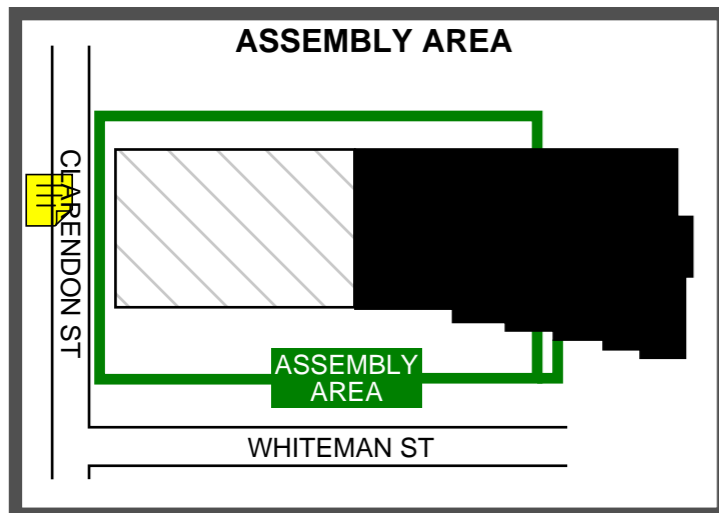 ASSEMBLY AREA
CLARENDON ST
ASSEMBLY
AREA
WHITEMAN ST